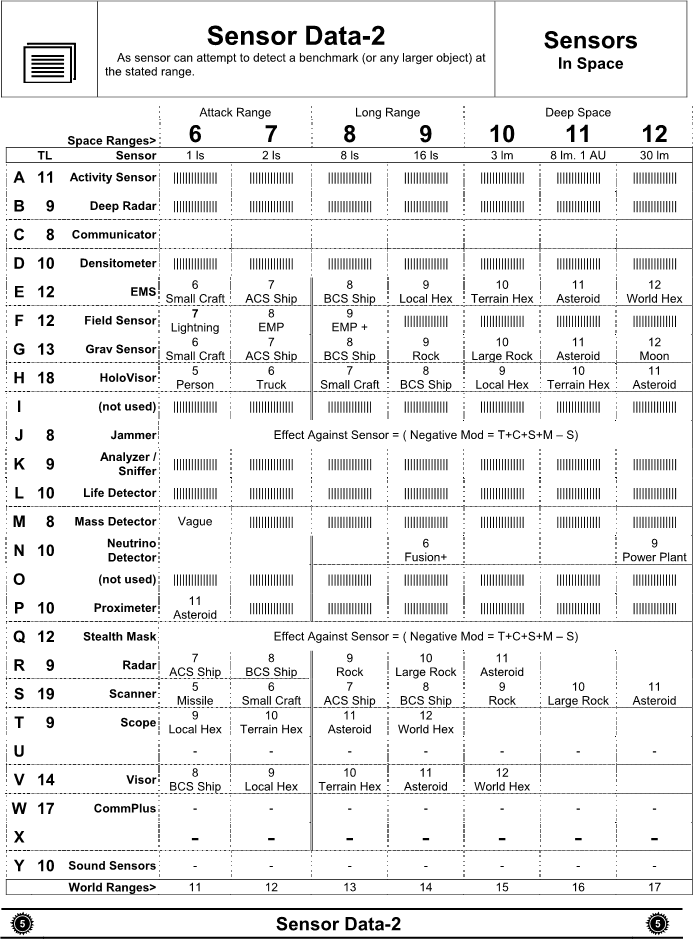 Sensor Data-2
As sensor can attempt to detect a benchmark (or any larger object) at
the stated range.
Sensors
In Space
Attack Range Long Range Deep Space
Space Ranges> 6 7 8 9 10 11 12
TL Sensor 1 ls 2 ls 8 ls 16 ls 3 lm 8 lm. 1 AU 30 lm
A 11 Activity Sensor
B 9 Deep Radar
C 8 Communicator
D 10 Densitometer
6 7 8 9 10 11 12
E 12 EMS Small Craft ACS Ship BCS Ship Local Hex Terrain Hex Asteroid World Hex
7 8 9
F 12 Field Sensor Lightning EMP EMP +
6 7 8 9 10 11 12
G 13 Grav Sensor Small Craft ACS Ship BCS Ship Rock Large Rock Asteroid Moon
5 6 7 8 9 10 11
H 18 HoloVisor Person Truck Small Craft BCS Ship Local Hex Terrain Hex Asteroid
I (not used)
J 8 Jammer Effect Against Sensor = ( Negative Mod = T+C+S+M – S)
K 9 Analyzer /
Sniffer
L 10 Life Detector
M 8 Mass Detector Vague
N 10 Neutrino 6 9
Detector Fusion+ Power Plant
O (not used)
11
P 10 Proximeter Asteroid
Q 12 Stealth Mask Effect Against Sensor = ( Negative Mod = T+C+S+M – S)
7 8 9 10 11
R 9 Radar ACS Ship BCS Ship Rock Large Rock Asteroid
5 6 7 8 9 10 11
S 19 Scanner Missile Small Craft ACS Ship BCS Ship Rock Large Rock Asteroid
9 10 11 12
T 9 Scope Local Hex Terrain Hex Asteroid World Hex
U - - - - - - -
8 9 10 11 12
V 14 Visor BCS Ship Local Hex Terrain Hex Asteroid World Hex
W 17 CommPlus - - - - - - -
X - - - - - - -
Y 10 Sound Sensors - - - - - - -
World Ranges> 11 12 13 14 15 16 17
5 Sensor Data-2 5